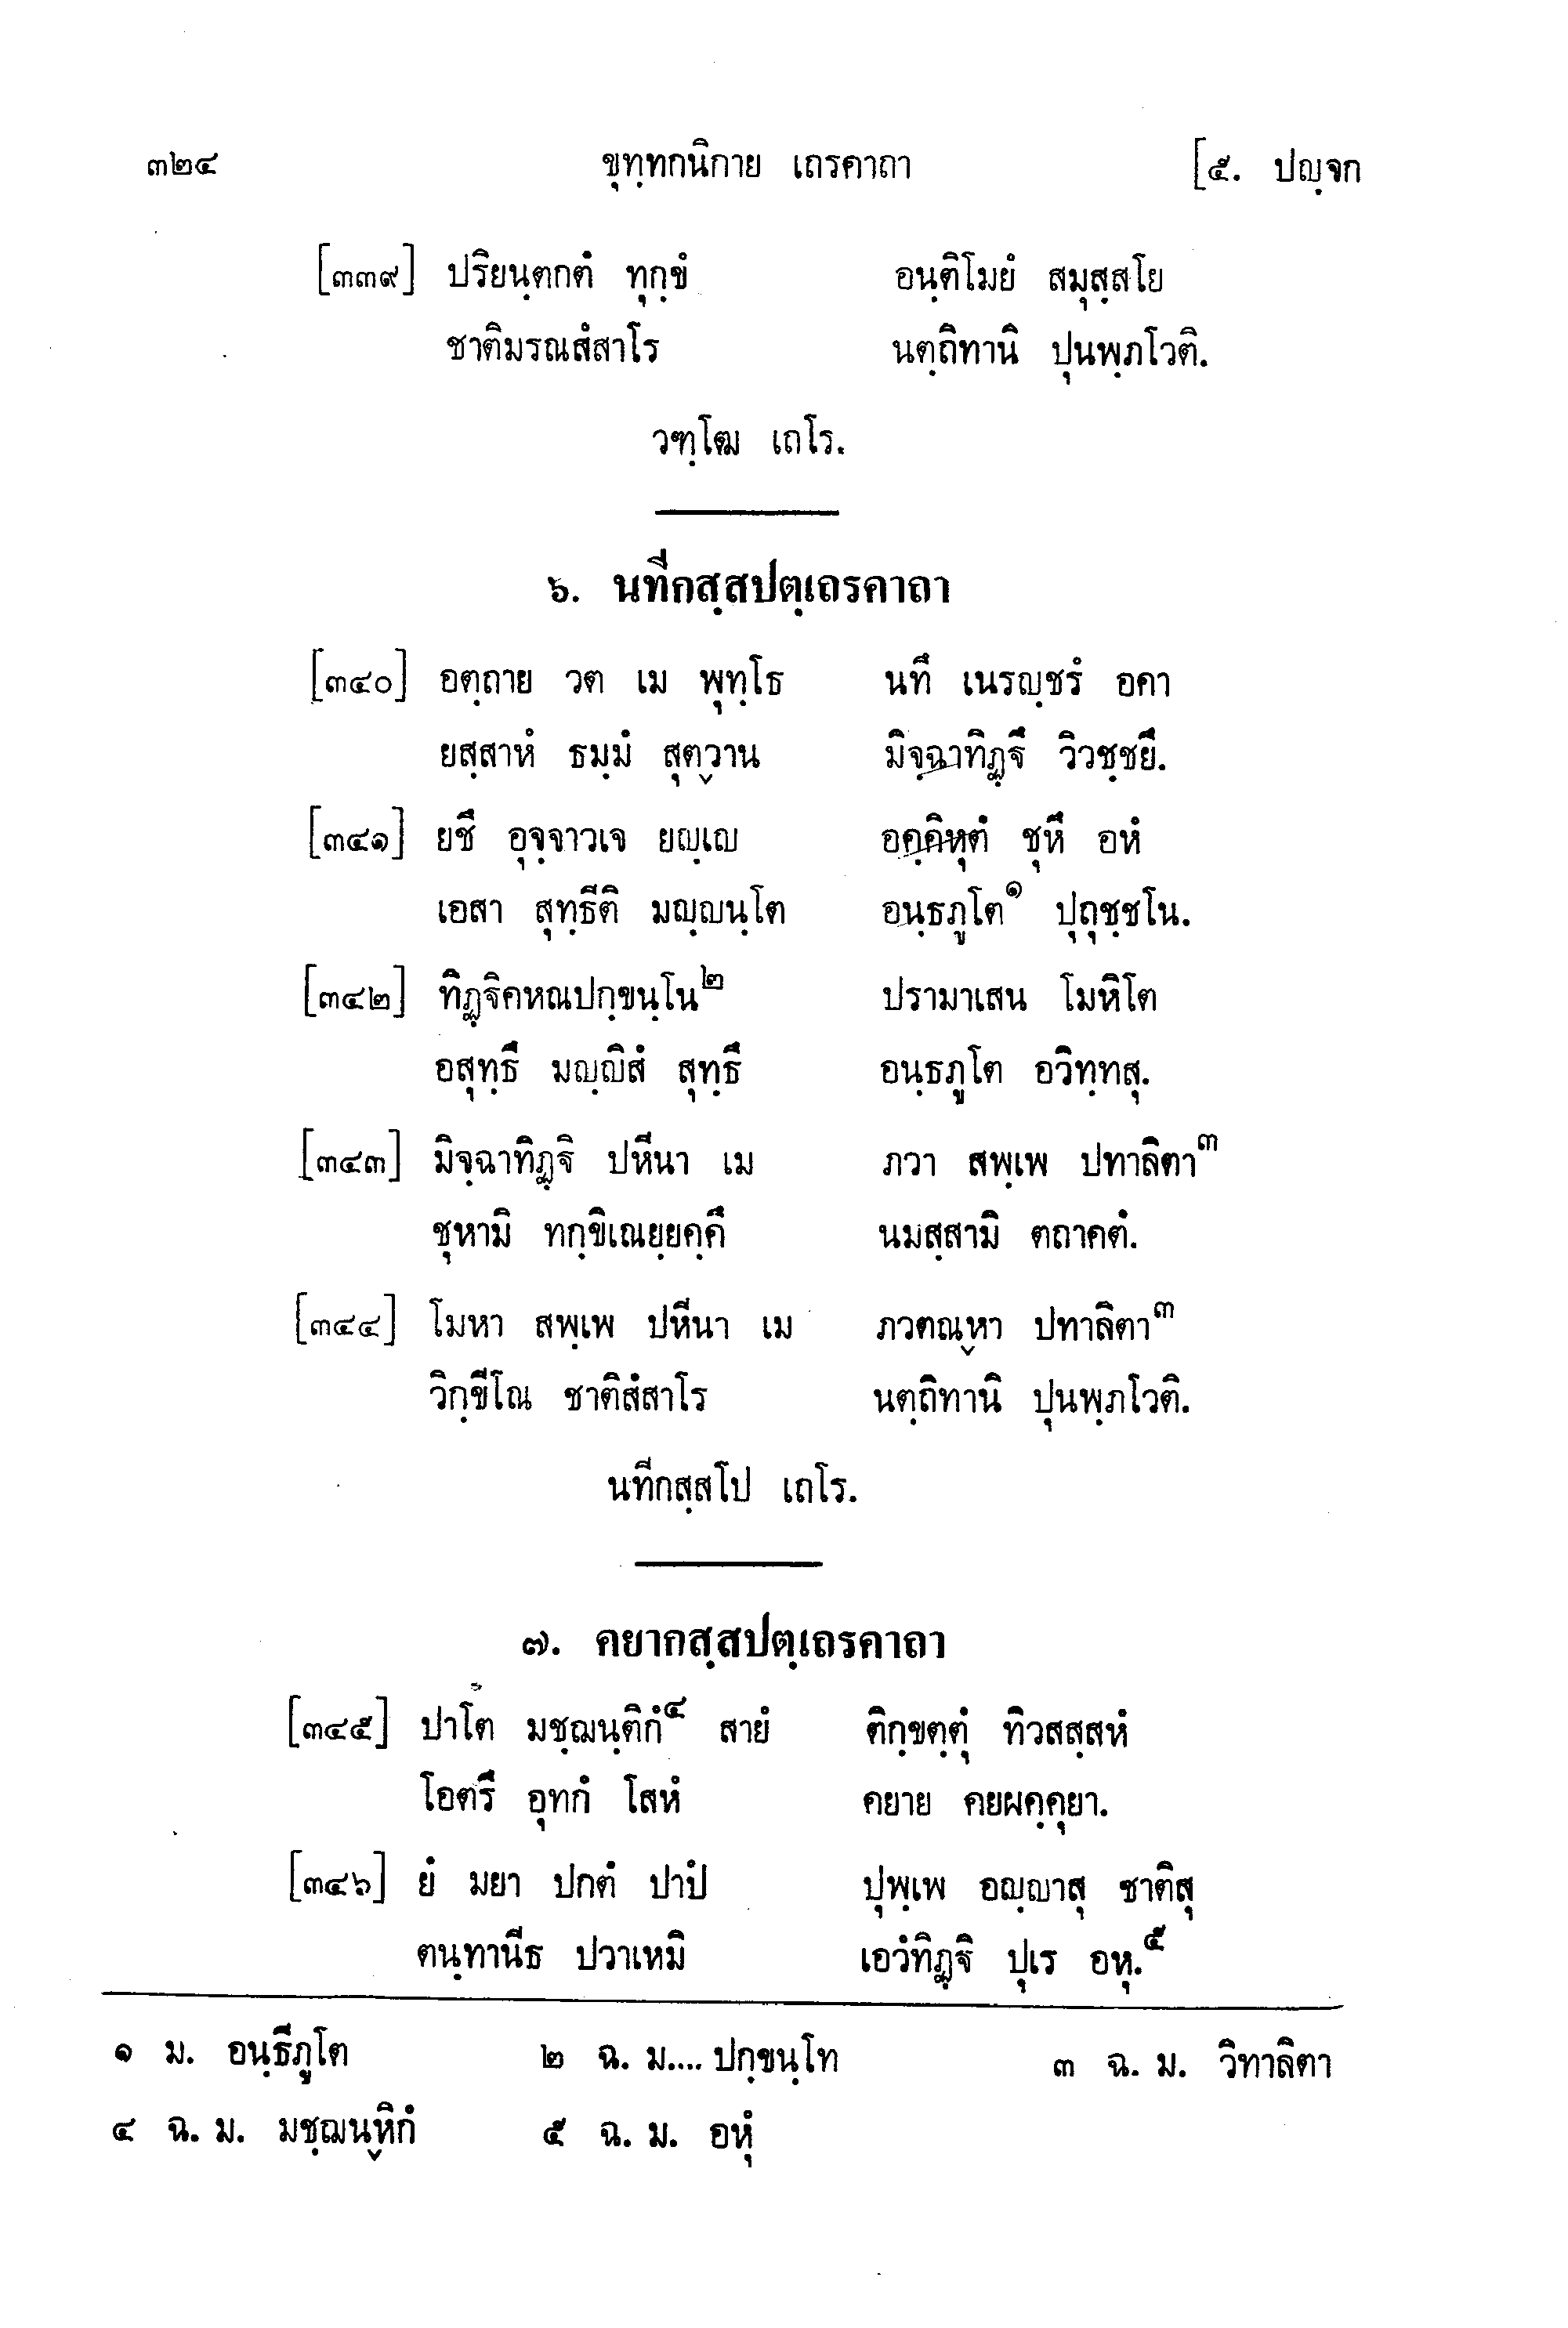 ๓๒๔ ขุทฺทกนิกาย เถรคาถา [๕. ปญฺจก
[๓๓๙] ปริยนฺตกตํ ทุกฺขํ อนฺติโมยํ สมุสฺสโย
ชาติมรณสํสาโร นตฺถิทานิ ปุนพฺภโวติ.
วฑฺโฒ เถโร.
๖. นทีกสฺสปตฺเถรคาถา
[๓๔๐] อตฺถาย วต เม พุทฺโธ นทึ เนรญฺชรํ อคา
ยสฺสาหํ ธมฺมํ สุตฺวาน มิจฺฉาทิฏฺฐึ วิวชฺชยึ.
[๓๔๑] ยชึ อุจฺจาวเจ ยญฺเญ อคฺคิหุตํ ชุหึ อหํ
เอสา สุทฺธีติ มญฺญนฺโต อนฺธภูโต๑ ปุถุชฺชโน.
[๓๔๒] ทิฏฺฐิคหณปกฺขนฺโน๒ ปรามาเสน โมหิโต
อสุทฺธึ มญฺญิสํ สุทฺธึ อนฺธภูโต อวิทฺทสุ.
[๓๔๓] มิจฺฉาทิฏฺฐิ ปหีนา เม ภวา สพฺเพ ปทาลิตา๓
ชุหามิ ทกฺขิเณยฺยคฺคึ นมสฺสามิ ตถาคตํ.
[๓๔๔] โมหา สพฺเพ ปหีนา เม ภวตณฺหา ปทาลิตา๓
วิกฺขีโณ ชาติสํสาโร นตฺถิทานิ ปุนพฺภโวติ.
นทีกสฺสโป เถโร.
๗. คยากสฺสปตฺเถรคาถา
[๓๔๕] ปาโต มชฺฌนฺติกํ๔ สายํ ติกฺขตฺตุํ ทิวสสฺสหํ
โอตรึ อุทกํ โสหํ คยาย คยผคฺคุยา.
[๓๔๖] ยํ มยา ปกตํ ปาปํ ปุพฺเพ อญฺญาสุ ชาติสุ
ตนฺทานีธ ปวาเหมิ เอวํทิฏฺฐิ ปุเร อหุ.๕
๑ ม. อนฺธีภูโต ๒ ฉ. ม.... ปกฺขนฺโท ๓ ฉ. ม. วิทาลิตา
๔ ฉ. ม. มชฺฌนฺหิกํ ๕ ฉ. ม. อหุํ